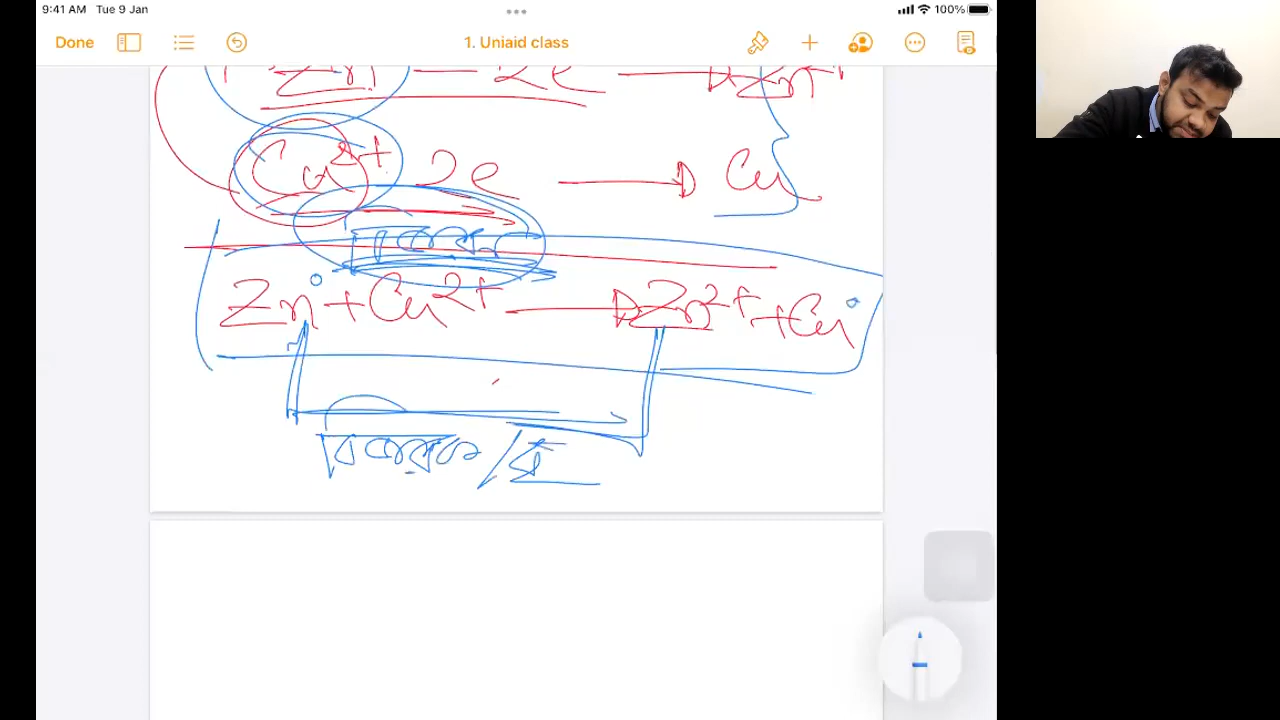 9:41 AM Tue 9 Jan
100%
Done
1. Uniaid class
Zn - 2e → Zn²⁺
Cu²⁺ 2e → Cu
Zn° + Cu²⁺ → Zn²⁺ + Cu°
বিজারক /